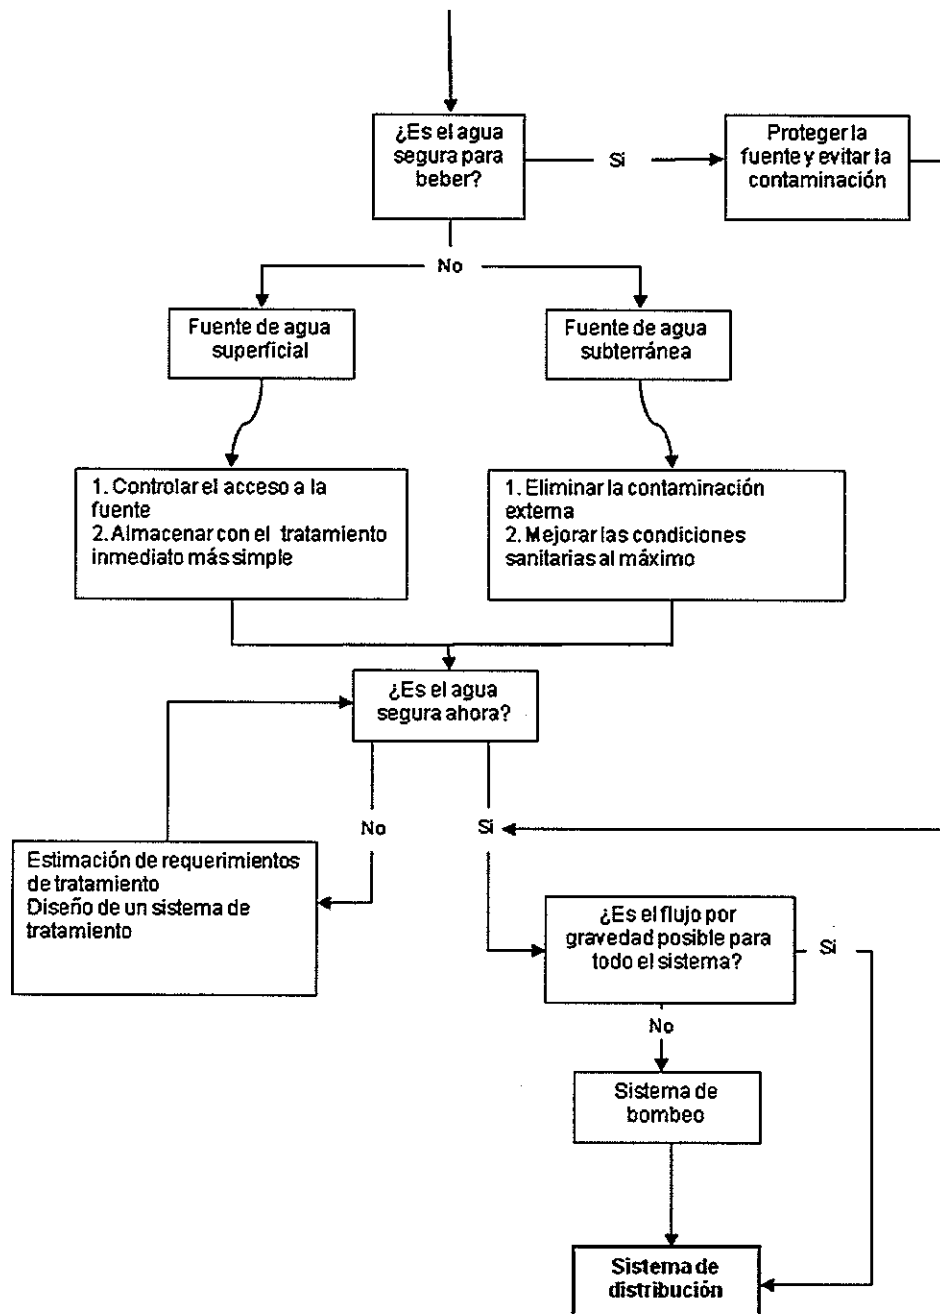 ¿Es el agua
segura para
beber?
Si
Proteger la
fuente y evitar la
contaminación
No
Fuente de agua
superficial
Fuente de agua
subterránea
1. Controlar el acceso a la
fuente
2. Almacenar con el tratamiento
inmediato más simple
1. Eliminar la contaminación
externa
2. Mejorar las condiciones
sanitarias al máximo
¿Es el agua
segura ahora?
No
Si
Estimación de requerimientos
de tratamiento
Diseño de un sistema de
tratamiento
¿Es el flujo por
gravedad posible para
todo el sistema?
Si
No
Sistema de
bombeo
Sistema de
distribución